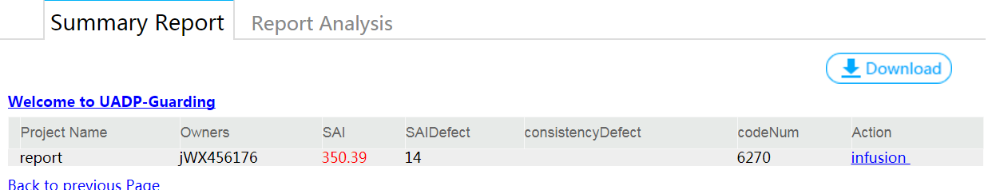 Summary Report Report Analysis
Download
Welcome to UADP-Guarding
Project Name Owners SAI SAIDefect consistencyDefect codeNum Action
report jWX456176 350.39 14 6270 infusion
Back to previous Page